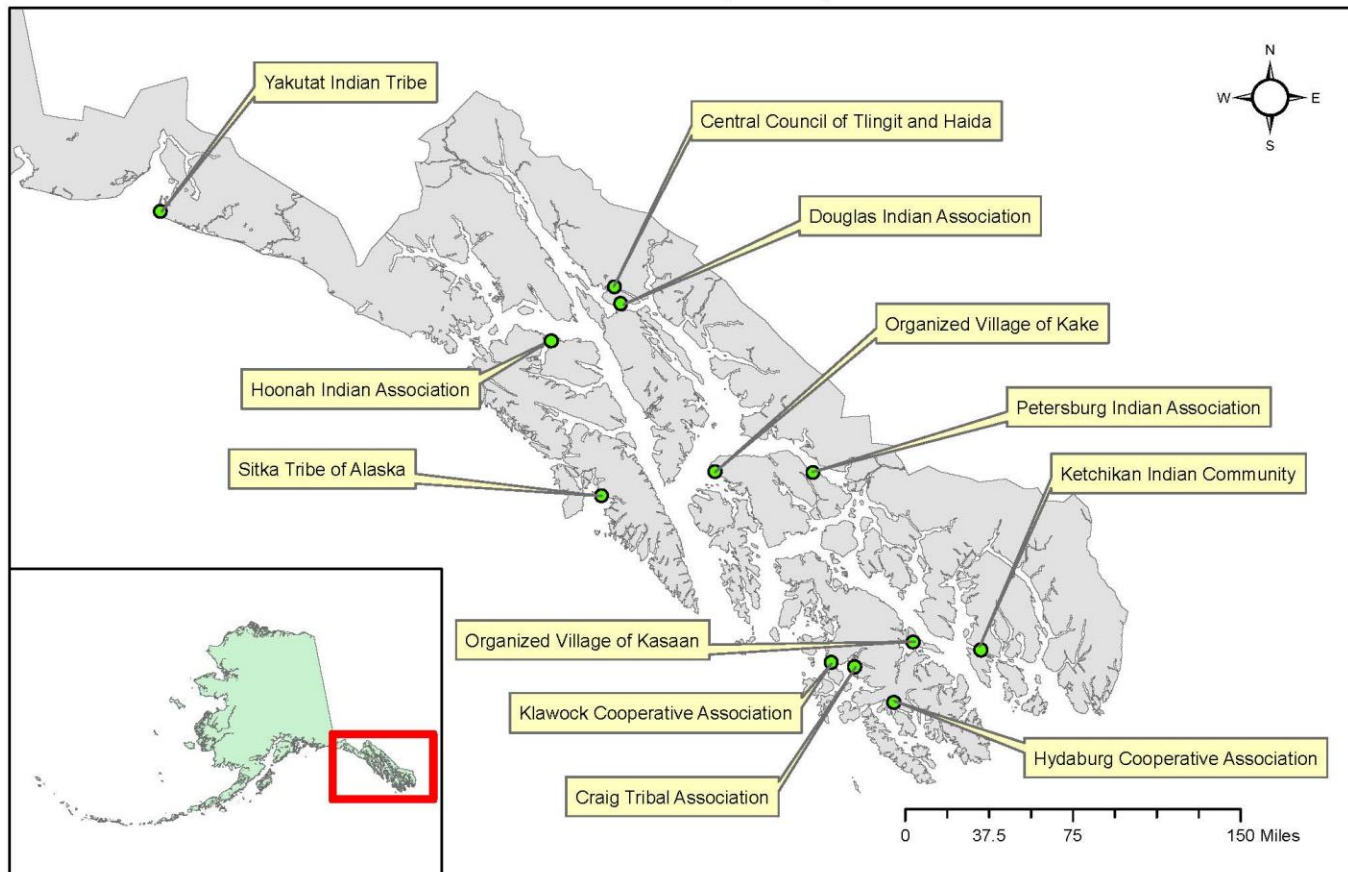 Yakutat Indian Tribe
N
W E
S
Central Council of Tlingit and Haida
Douglas Indian Association
Organized Village of Kake
Hoonah Indian Association
Petersburg Indian Association
Sitka Tribe of Alaska
Ketchikan Indian Community
Organized Village of Kasaan
Klawock Cooperative Association
Hydaburg Cooperative Association
Craig Tribal Association
0 37.5 75 150 Miles